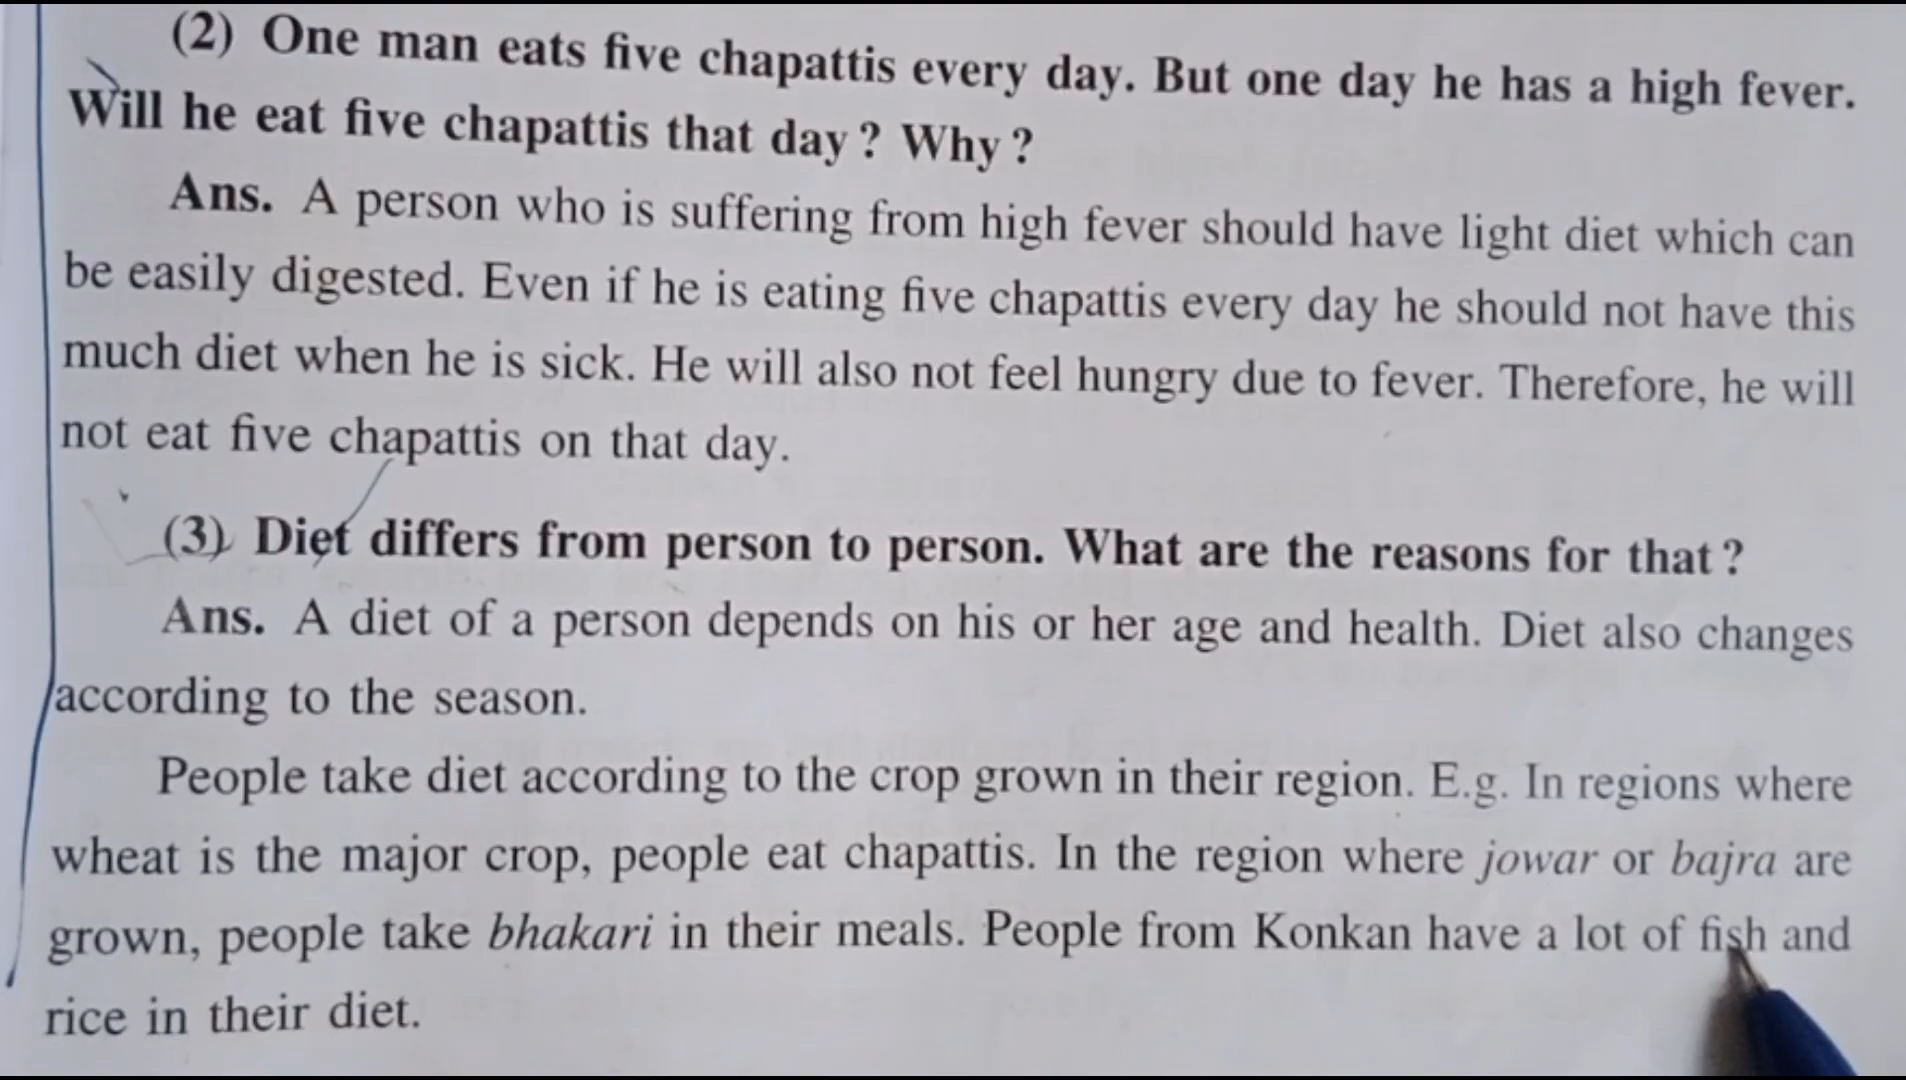 (2) One man eats five chapattis every day. But one day he has a high fever.
Will he eat five chapattis that day? Why?
Ans. A person who is suffering from high fever should have light diet which can
be easily digested. Even if he is eating five chapattis every day he should not have this
much diet when he is sick. He will also not feel hungry due to fever. Therefore, he will
not eat five chapattis on that day.
(3) Diet differs from person to person. What are the reasons for that?
Ans. A diet of a person depends on his or her age and health. Diet also changes
according to the season.
People take diet according to the crop grown in their region. E.g. In regions where
wheat is the major crop, people eat chapattis. In the region where jowar or bajra are
grown, people take bhakari in their meals. People from Konkan have a lot of fish and
rice in their diet.